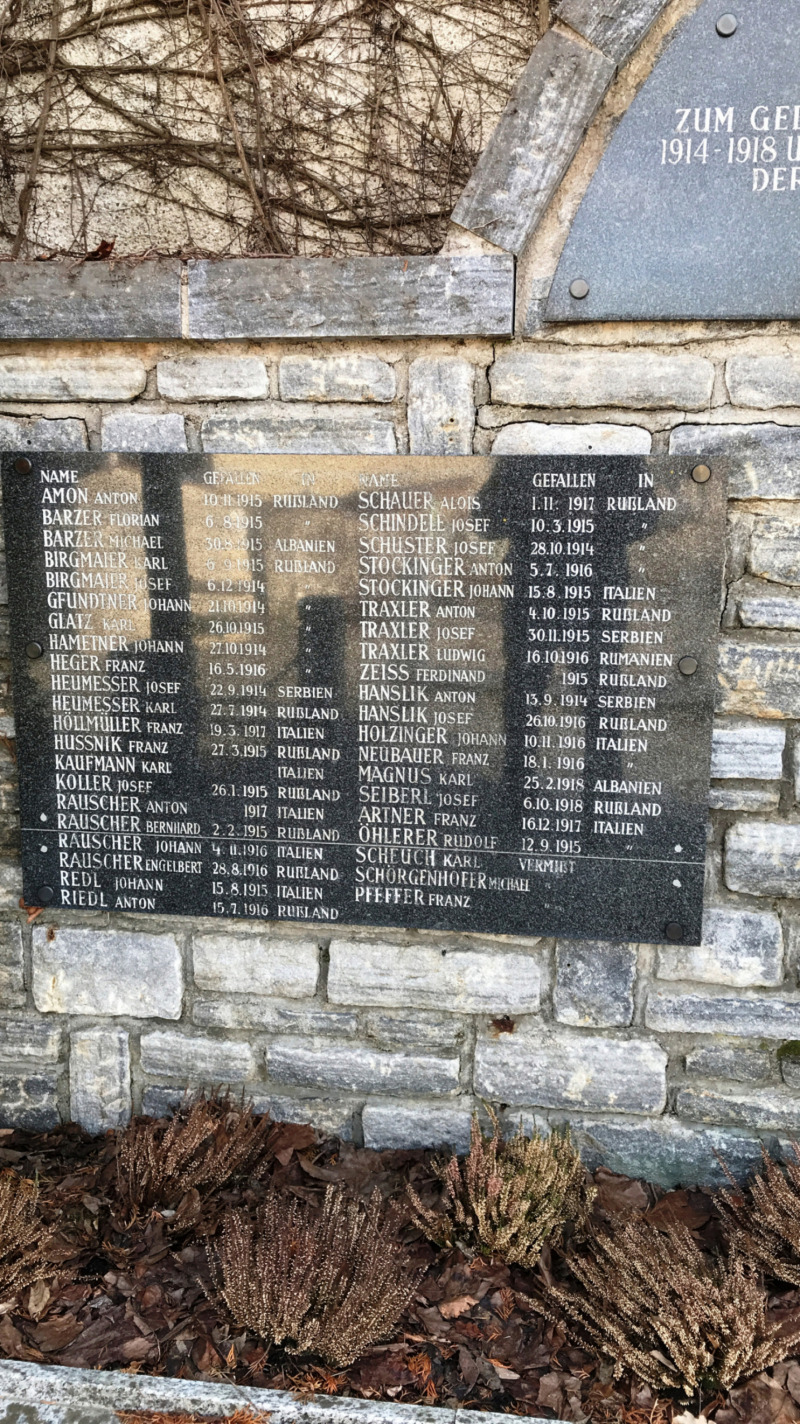 ZUM GE
1914-1918 U
DER
NAME GEFALLEN IN
AMON ANTON 10.11.1915 RUßLAND
BARZER FLORIAN 6.8.1915 "
BARZER MICHAEL 30.8.1915 ALBANIEN
BIRGMAIER KARL 6.9.1915 RUßLAND
BIRGMAIER JOSEF 6.12.1914 "
GFUNDTNER JOHANN 21.10.1914 "
GLATZ KARL 26.10.1915 "
HAMETNER JOHANN 27.10.1914 "
HEGER FRANZ 16.5.1916 "
HEUMESSER JOSEF 22.9.1914 SERBIEN
HEUMESSER KARL 27.7.1914 RUßLAND
HÖLLMÜLLER FRANZ 19.3.1917 ITALIEN
HUSSNIK FRANZ 27.3.1915 RUßLAND
KAUFMANN KARL ITALIEN
KOLLER JOSEF 26.1.1915 RUßLAND
RAUSCHER ANTON 1917 ITALIEN
RAUSCHER BERNHARD 2.2.1915 RUßLAND
RAUSCHER JOHANN 4.11.1916 ITALIEN
RAUSCHER ENGELBERT 28.8.1916 RUßLAND
REDL JOHANN 15.8.1915 ITALIEN
RIEDL ANTON 15.7.1916 RUßLAND
NAME GEFALLEN IN
SCHAUER ALOIS 1.11.1917 RUßLAND
SCHINDELE JOSEF 10.3.1915 "
SCHUSTER JOSEF 28.10.1914 "
STOCKINGER ANTON 5.7.1916 "
STOCKINGER JOHANN 15.8.1915 ITALIEN
TRAXLER ANTON 4.10.1915 RUßLAND
TRAXLER JOSEF 30.11.1915 SERBIEN
TRAXLER LUDWIG 16.10.1916 RUMÄNIEN
ZEISS FERDINAND 1915 RUßLAND
HANSLIK ANTON 13.9.1914 SERBIEN
HANSLIK JOSEF 26.10.1916 RUßLAND
HOLZINGER JOHANN 10.11.1916 ITALIEN
NEUBAUER FRANZ 18.1.1916 "
MAGNUS KARL 25.2.1918 ALBANIEN
SEIBERL JOSEF 6.10.1918 RUßLAND
ARTNER FRANZ 16.12.1917 ITALIEN
ÖHLERER RUDOLF 12.9.1915 "
SCHEUCH KARL VERMIßT
SCHÖRGENHOFER MICHAEL "
PFEFFER FRANZ "